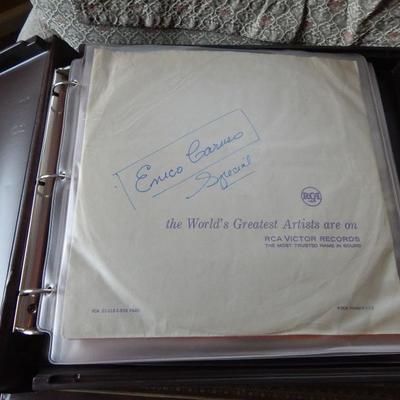 Enrico Caruso
Special
RCA
the World's Greatest Artists are on
RCA VICTOR RECORDS
THE MOST TRUSTED NAME IN SOUND